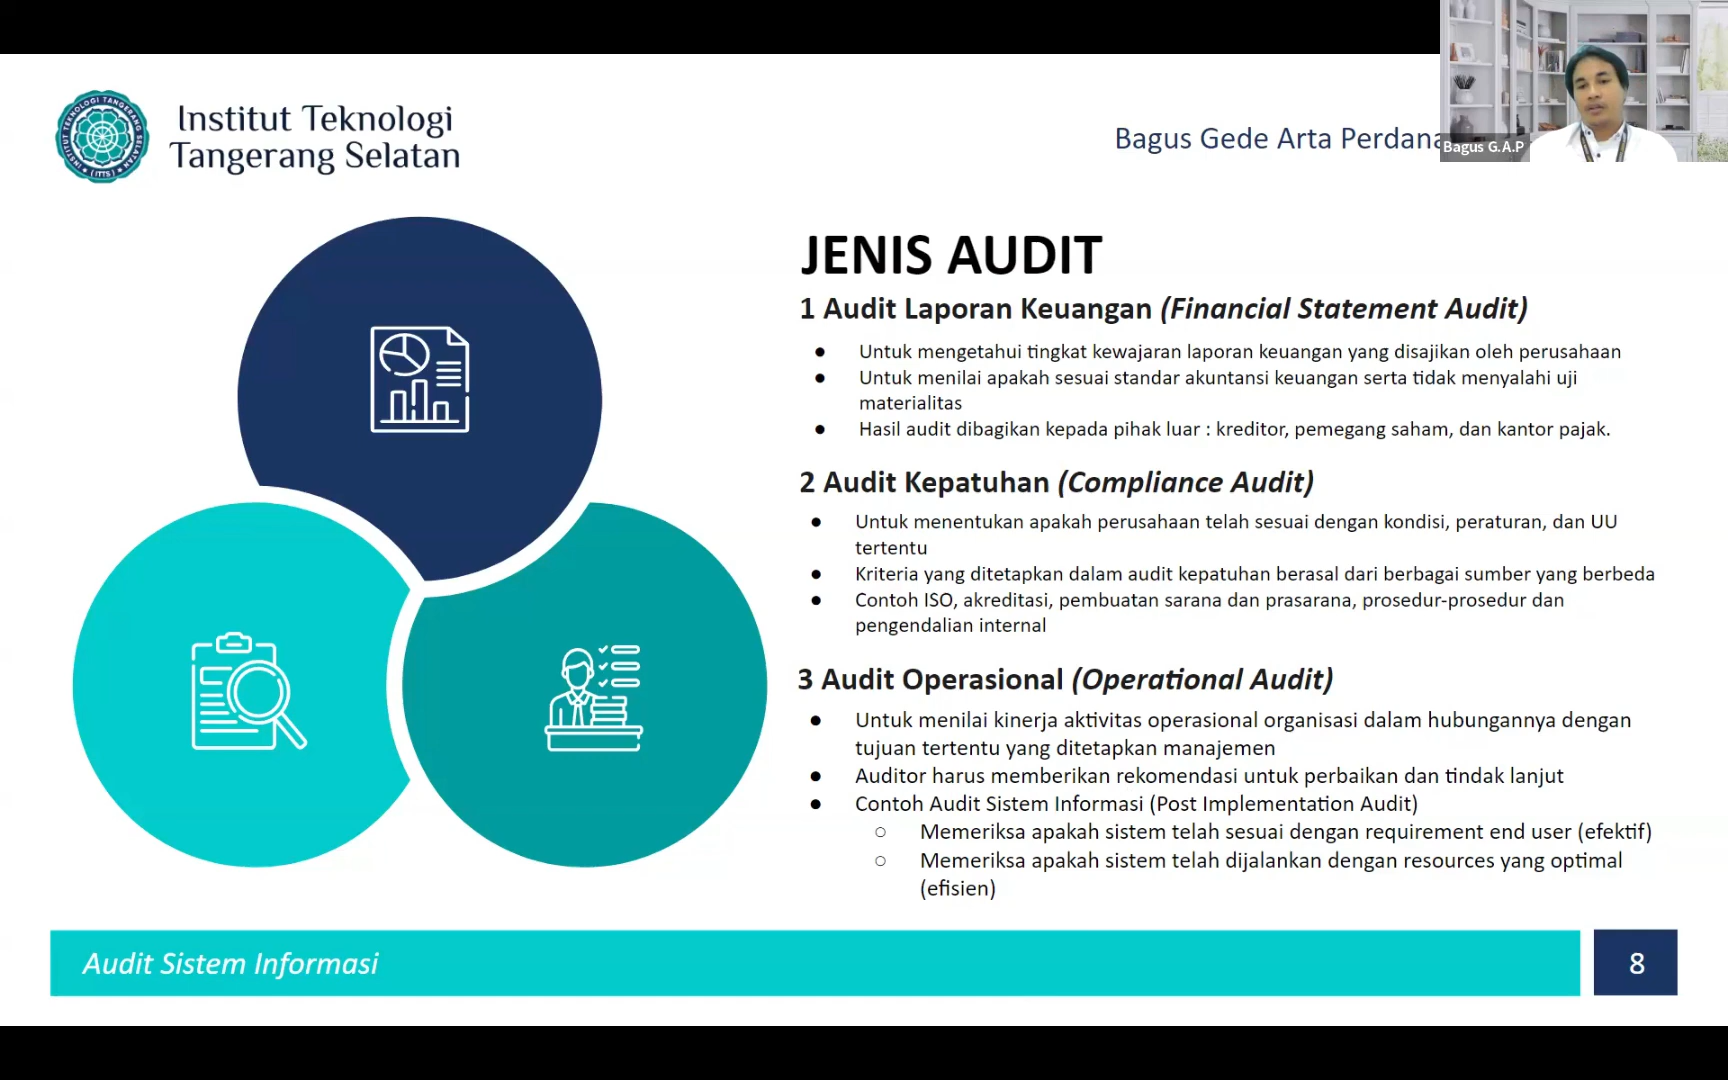 INSTITUT TEKNOLOGI TANGERANG SELATAN
(ITTS)
Institut Teknologi
Tangerang Selatan
Bagus Gede Arta Perdana
Bagus G.A.P
JENIS AUDIT
1 Audit Laporan Keuangan (Financial Statement Audit)
● Untuk mengetahui tingkat kewajaran laporan keuangan yang disajikan oleh perusahaan
● Untuk menilai apakah sesuai standar akuntansi keuangan serta tidak menyalahi uji
materialitas
● Hasil audit dibagikan kepada pihak luar : kreditor, pemegang saham, dan kantor pajak.
2 Audit Kepatuhan (Compliance Audit)
● Untuk menentukan apakah perusahaan telah sesuai dengan kondisi, peraturan, dan UU
tertentu
● Kriteria yang ditetapkan dalam audit kepatuhan berasal dari berbagai sumber yang berbeda
● Contoh ISO, akreditasi, pembuatan sarana dan prasarana, prosedur-prosedur dan
pengendalian internal
3 Audit Operasional (Operational Audit)
● Untuk menilai kinerja aktivitas operasional organisasi dalam hubungannya dengan
tujuan tertentu yang ditetapkan manajemen
● Auditor harus memberikan rekomendasi untuk perbaikan dan tindak lanjut
● Contoh Audit Sistem Informasi (Post Implementation Audit)
○ Memeriksa apakah sistem telah sesuai dengan requirement end user (efektif)
○ Memeriksa apakah sistem telah dijalankan dengan resources yang optimal
(efisien)
Audit Sistem Informasi
8